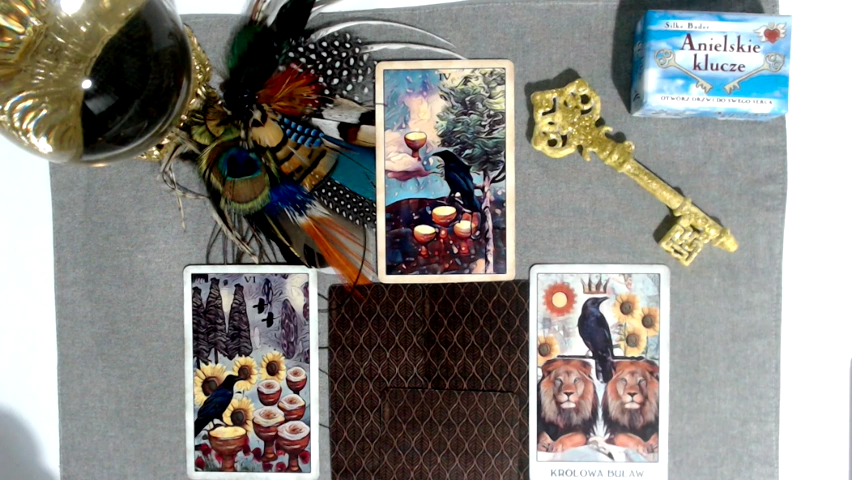 Silke Bader
Anielskie
klucze
OTWÓRZ DRZWI DO SWEGO SERCA
IV
VI
KRÓLOWA BUŁAW